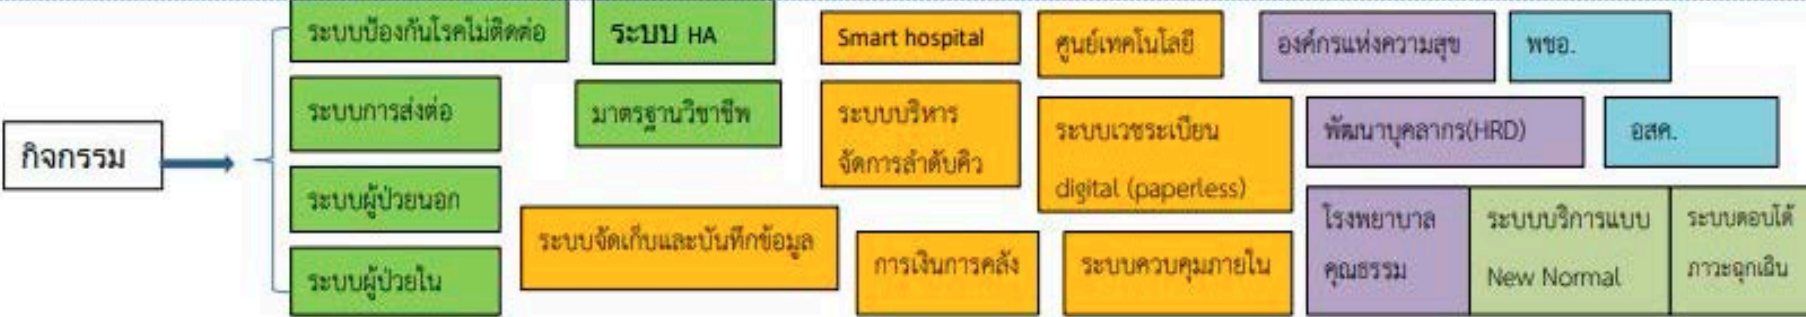 กิจกรรม
ระบบป้องกันโรคไม่ติดต่อ
ระบบการส่งต่อ
ระบบผู้ป่วยนอก
ระบบผู้ป่วยใน
ระบบ HA
มาตรฐานวิชาชีพ
ระบบจัดเก็บและบันทึกข้อมูล
Smart hospital
ระบบบริหาร
จัดการลำดับคิว
การเงินการคลัง
ศูนย์เทคโนโลยี
ระบบเวชระเบียน
digital (paperless)
ระบบควบคุมภายใน
องค์กรแห่งความสุข
พัฒนาบุคลากร(HRD)
โรงพยาบาล
คุณธรรม
พชอ.
อสค.
ระบบบริการแบบ
New Normal
ระบบตอบโต้
ภาวะฉุกเฉิน